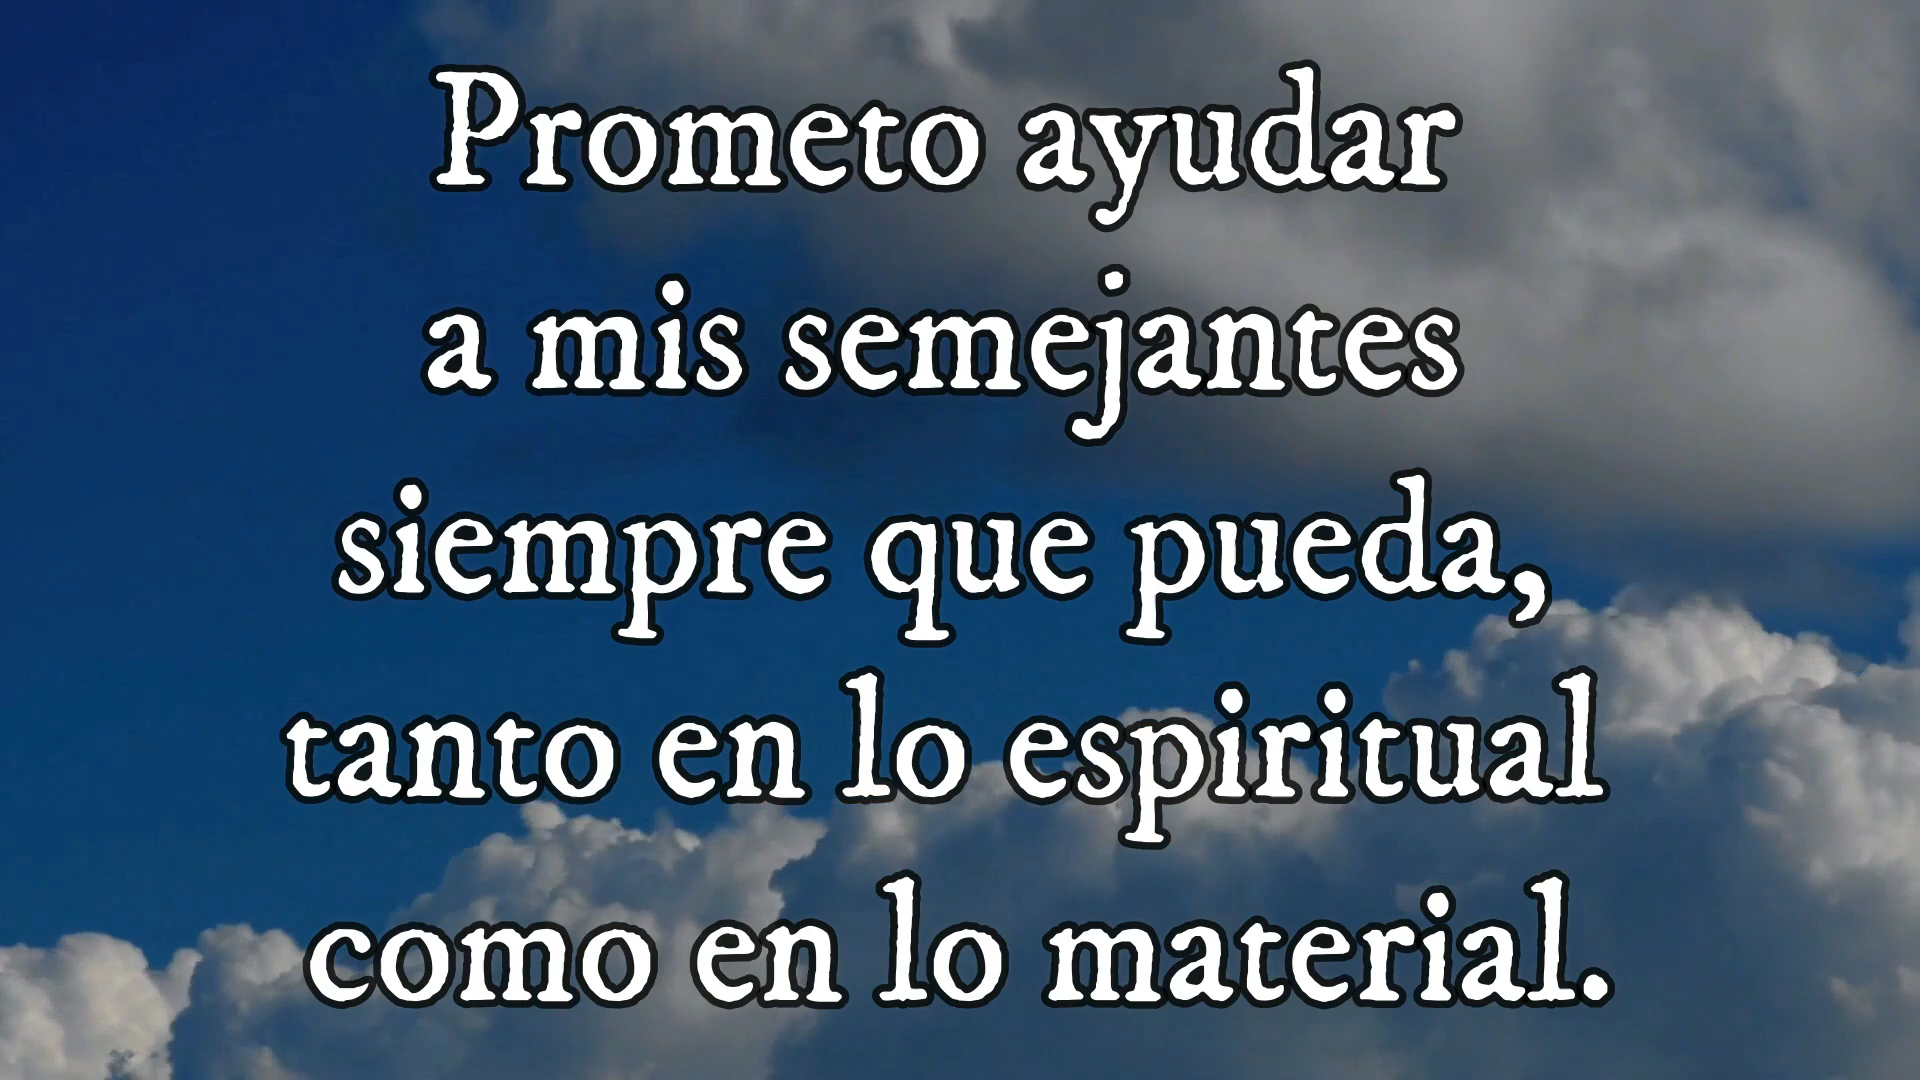 Prometo ayudar
a mis semejantes
siempre que pueda,
tanto en lo espiritual
como en lo material.